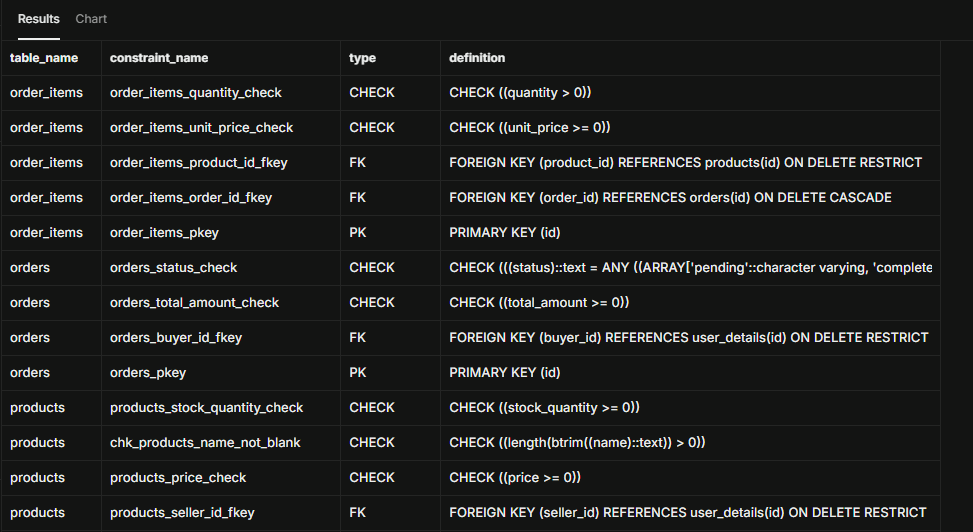 Results Chart
table_name constraint_name type definition
order_items order_items_quantity_check CHECK CHECK ((quantity > 0))
order_items order_items_unit_price_check CHECK CHECK ((unit_price >= 0))
order_items order_items_product_id_fkey FK FOREIGN KEY (product_id) REFERENCES products(id) ON DELETE RESTRICT
order_items order_items_order_id_fkey FK FOREIGN KEY (order_id) REFERENCES orders(id) ON DELETE CASCADE
order_items order_items_pkey PK PRIMARY KEY (id)
orders orders_status_check CHECK CHECK (((status)::text = ANY ((ARRAY['pending'::character varying, 'complete
orders orders_total_amount_check CHECK CHECK ((total_amount >= 0))
orders orders_buyer_id_fkey FK FOREIGN KEY (buyer_id) REFERENCES user_details(id) ON DELETE RESTRICT
orders orders_pkey PK PRIMARY KEY (id)
products products_stock_quantity_check CHECK CHECK ((stock_quantity >= 0))
products chk_products_name_not_blank CHECK CHECK ((length(btrim((name)::text)) > 0))
products products_price_check CHECK CHECK ((price >= 0))
products products_seller_id_fkey FK FOREIGN KEY (seller_id) REFERENCES user_details(id) ON DELETE RESTRICT